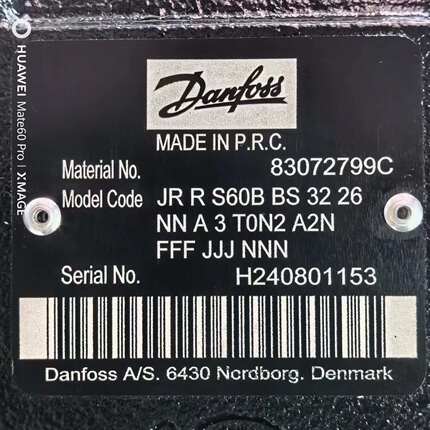 Danfoss
MADE IN P.R.C.
Material No. 83072799C
Model Code JR R S60B BS 32 26
NN A 3 T0N2 A2N
FFF JJJ NNN
Serial No. H240801153
Danfoss A/S. 6430 Nordborg. Denmark
HUAWEI Mate60 Pro | XMAGE